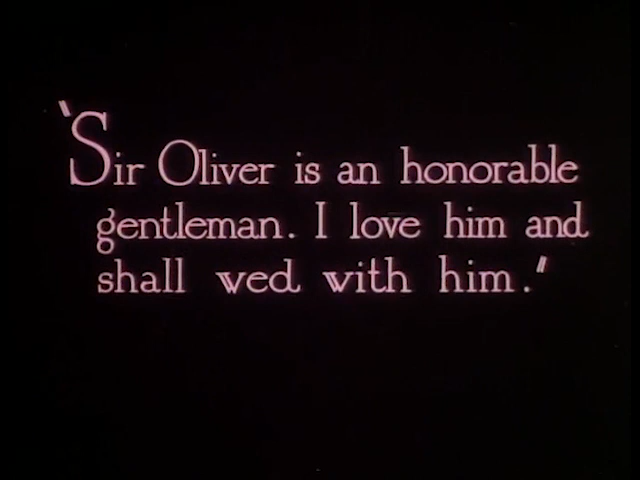 "Sir Oliver is an honorable
gentleman. I love him and
shall wed with him."